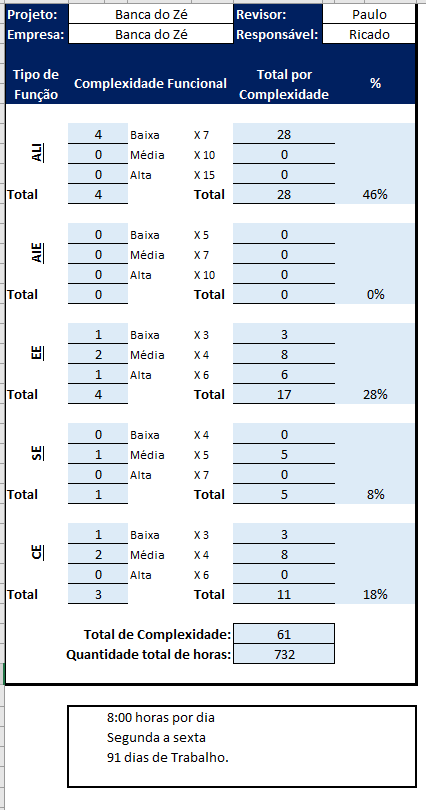 Projeto: Banca do Zé Revisor: Paulo
Empresa: Banca do Zé Responsável: Ricado
Tipo de Função Complexidade Funcional Total por Complexidade %
ALI
4 Baixa X 7 28
0 Média X 10 0
0 Alta X 15 0
Total 4 Total 28 46%
AIE
0 Baixa X 5 0
0 Média X 7 0
0 Alta X 10 0
Total 0 Total 0 0%
EE
1 Baixa X 3 3
2 Média X 4 8
1 Alta X 6 6
Total 4 Total 17 28%
SE
0 Baixa X 4 0
1 Média X 5 5
0 Alta X 7 0
Total 1 Total 5 8%
CE
1 Baixa X 3 3
2 Média X 4 8
0 Alta X 6 0
Total 3 Total 11 18%
Total de Complexidade: 61
Quantidade total de horas: 732
8:00 horas por dia
Segunda a sexta
91 dias de Trabalho.